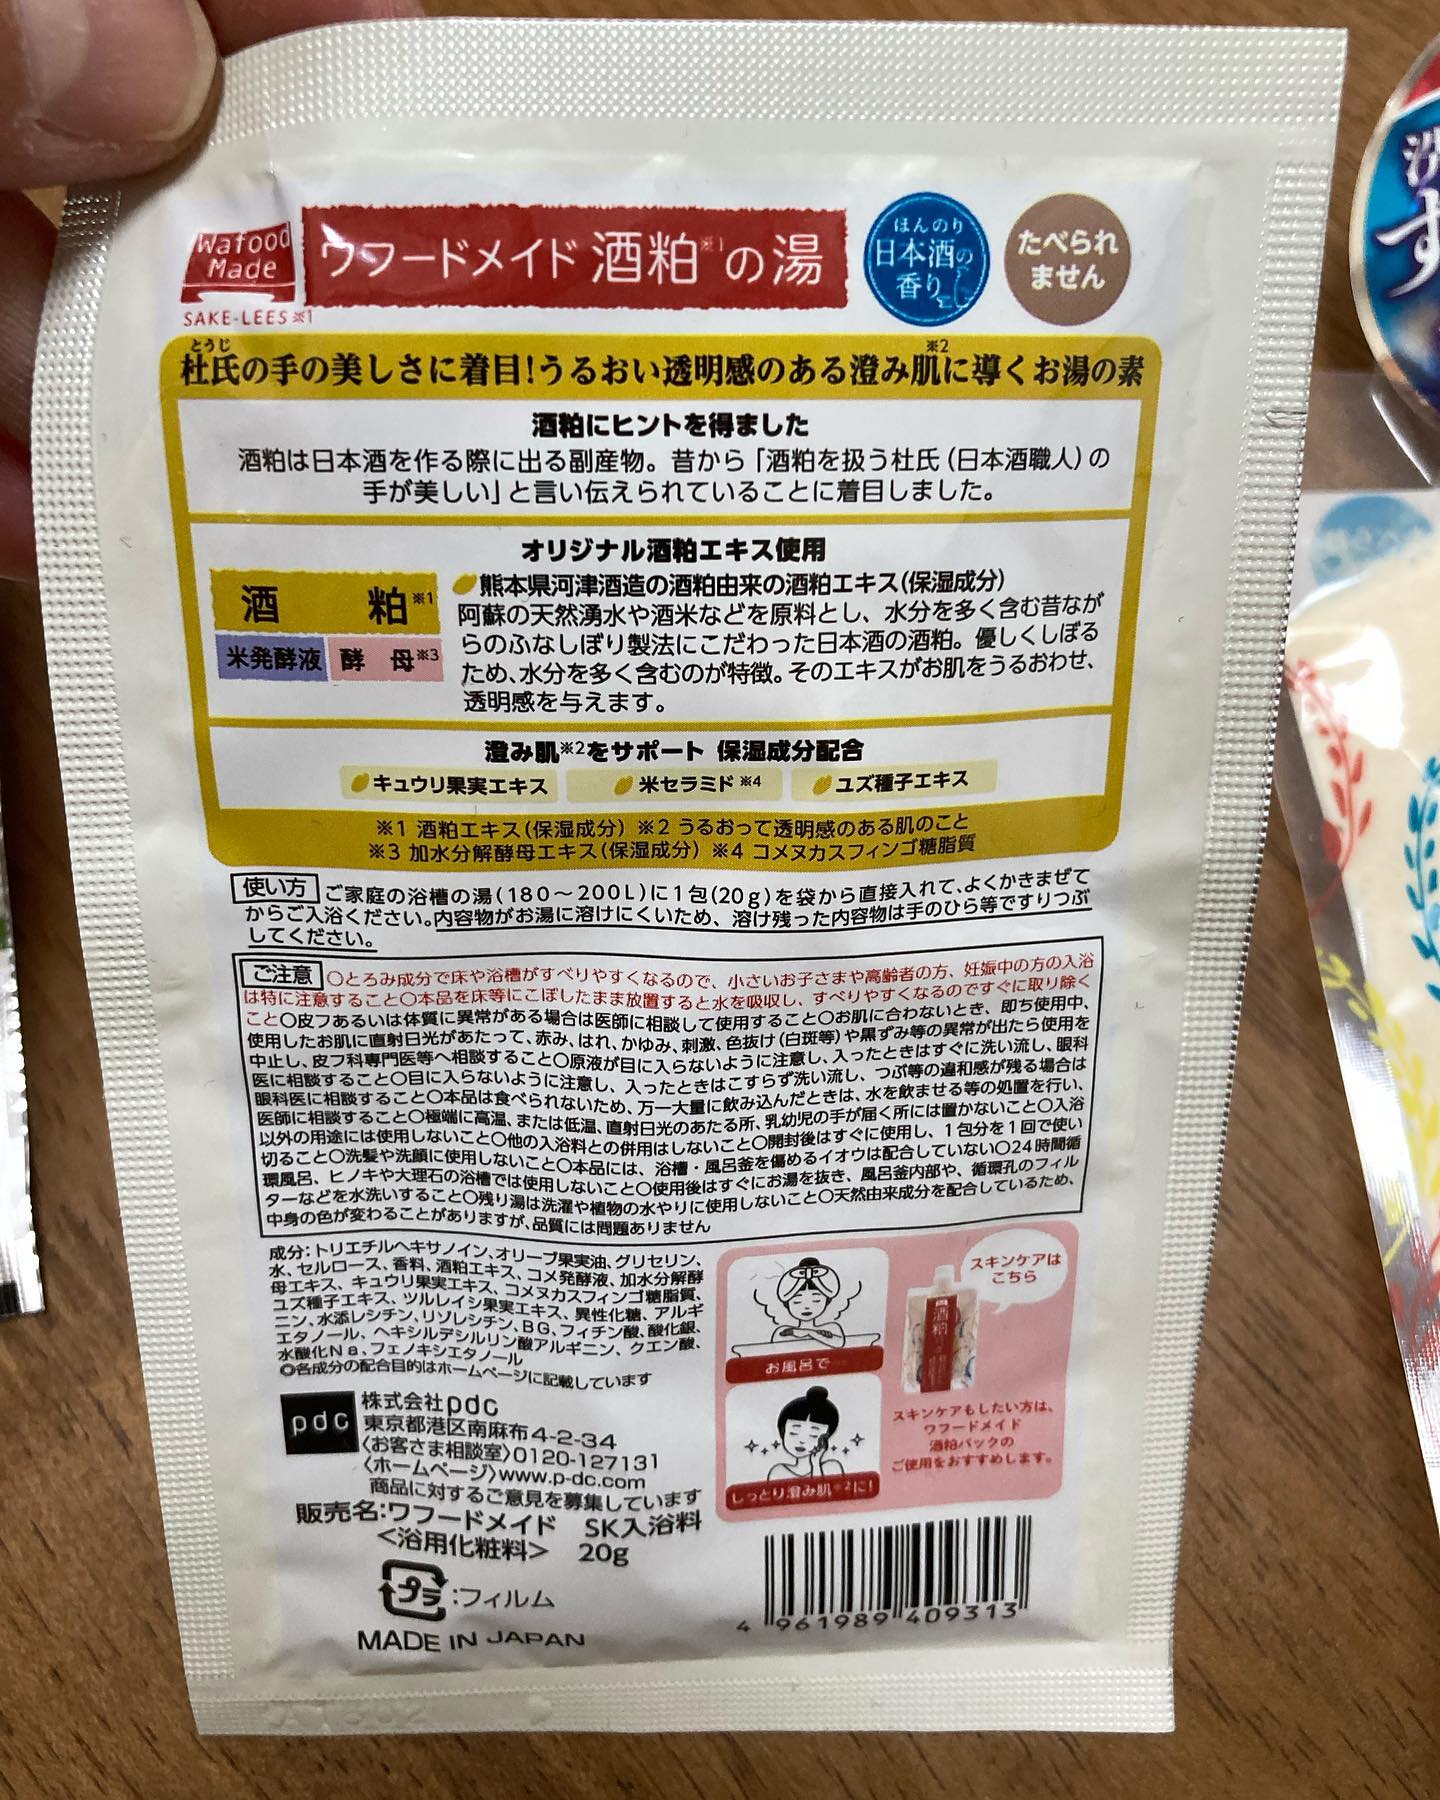 Wafood
Made
SAKE-LEES※1
ワフードメイド 酒粕※1の湯
ほんのり
日本酒の
香り
たべられ
ません
とうじ
杜氏の手の美しさに着目!うるおい透明感のある澄み肌※2に導くお湯の素
酒粕にヒントを得ました
酒粕は日本酒を作る際に出る副産物。昔から「酒粕を扱う杜氏(日本酒職人)の
手が美しい」と言い伝えられていることに着目しました。
オリジナル酒粕エキス使用
酒 粕※1
米発酵液 酵 母※3
熊本県河津酒造の酒粕由来の酒粕エキス(保湿成分)
阿蘇の天然湧水や酒米などを原料とし、水分を多く含む昔なが
らのふなしぼり製法にこだわった日本酒の酒粕。優しくしぼる
ため、水分を多く含むのが特徴。そのエキスがお肌をうるおわせ、
透明感を与えます。
澄み肌※2をサポート 保湿成分配合
キュウリ果実エキス 米セラミド※4 ユズ種子エキス
※1 酒粕エキス(保湿成分) ※2 うるおって透明感のある肌のこと
※3 加水分解酵母エキス(保湿成分) ※4 コメヌカスフィンゴ糖脂質
使い方 ご家庭の浴槽の湯(180〜200L)に1包(20g)を袋から直接入れて、よくかきまぜて
からご入浴ください。内容物がお湯に溶けにくいため、溶け残った内容物は手のひら等ですりつぶ
してください。
ご注意 ○とろみ成分で床や浴槽がすべりやすくなるので、小さいお子さまや高齢者の方、妊娠中の方の入浴
は特に注意すること○本品を床等にこぼしたまま放置すると水を吸収し、すべりやすくなるのですぐに取り除く
こと○皮フあるいは体質に異常がある場合は医師に相談して使用すること○お肌に合わないとき、即ち使用中、
使用したお肌に直射日光があたって、赤み、はれ、かゆみ、刺激、色抜け(白斑等)や黒ずみ等の異常が出たら使用を
中止し、皮フ科専門医等へ相談すること○原液が目に入らないように注意し、入ったときはすぐに洗い流し、眼科
医に相談すること○目に入らないように注意し、入ったときはこすらず洗い流し、つぶ等の違和感が残る場合は
眼科医に相談すること○本品は食べられないため、万一大量に飲み込んだときは、水を飲ませる等の処置を行い、
医師に相談すること○極端に高温、または低温、直射日光のあたる所、乳幼児の手が届く所には置かないこと○入浴
以外の用途には使用しないこと○他の入浴料との併用はしないこと○開封後はすぐに使用し、1包分を1回で使い
切ること○洗髪や洗顔に使用しないこと○本品には、浴槽・風呂釜を傷めるイオウは配合していない○24時間循
環風呂、ヒノキや大理石の浴槽では使用しないこと○使用後はすぐにお湯を抜き、風呂釜内部や、循環孔のフィル
ターなどを水洗いすること○残り湯は洗濯や植物の水やりに使用しないこと○天然由来成分を配合しているため、
中身の色が変わることがありますが、品質には問題ありません
成分:トリエチルヘキサノイン、オリーブ果実油、グリセリン、
水、セルロース、香料、酒粕エキス、コメ発酵液、加水分解酵
母エキス、キュウリ果実エキス、コメヌカスフィンゴ糖脂質、
ユズ種子エキス、ツルレイシ果実エキス、異性化糖、アルギ
ニン、水添レシチン、リゾレシチン、BG、フィチン酸、酸化銀、
エタノール、ヘキシルデシルリン酸アルギニン、クエン酸、
水酸化Na、フェノキシエタノール
◎各成分の配合目的はホームページに記載しています
pdc
株式会社pdc
東京都港区南麻布4-2-34
〈お客さま相談室〉0120-127131
〈ホームページ〉www.p-dc.com
商品に対するご意見を募集しています
販売名:ワフードメイド SK入浴料
<浴用化粧料> 20g
プラ:フィルム
MADE IN JAPAN
お風呂で
しっとり澄み肌※2に!
スキンケアは
こちら
酒粕
スキンケアもしたい方は、
ワフードメイド
酒粕パックの
ご使用をおすすめします。
4 961989 409313
す